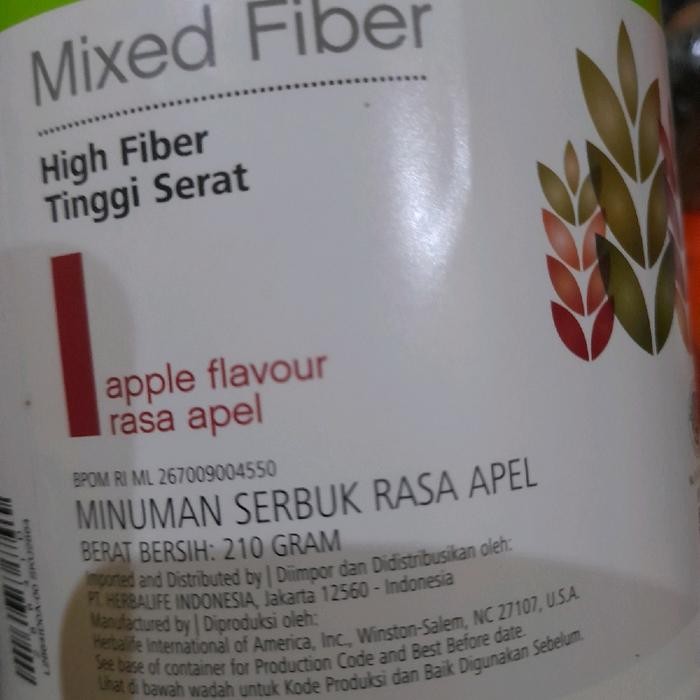 Mixed Fiber
High Fiber
Tinggi Serat
apple flavour
rasa apel
BPOM RI ML 267009004550
MINUMAN SERBUK RASA APEL
BERAT BERSIH: 210 GRAM
Imported and Distributed by | Diimpor dan Didistribusikan oleh:
PT. HERBALIFE INDONESIA, Jakarta 12560 - Indonesia
Manufactured by | Diproduksi oleh:
Herbalife International of America, Inc., Winston-Salem, NC 27107, U.S.A.
See base of container for Production Code and Best Before date.
Lihat di bawah wadah untuk Kode Produksi dan Baik Digunakan Sebelum.